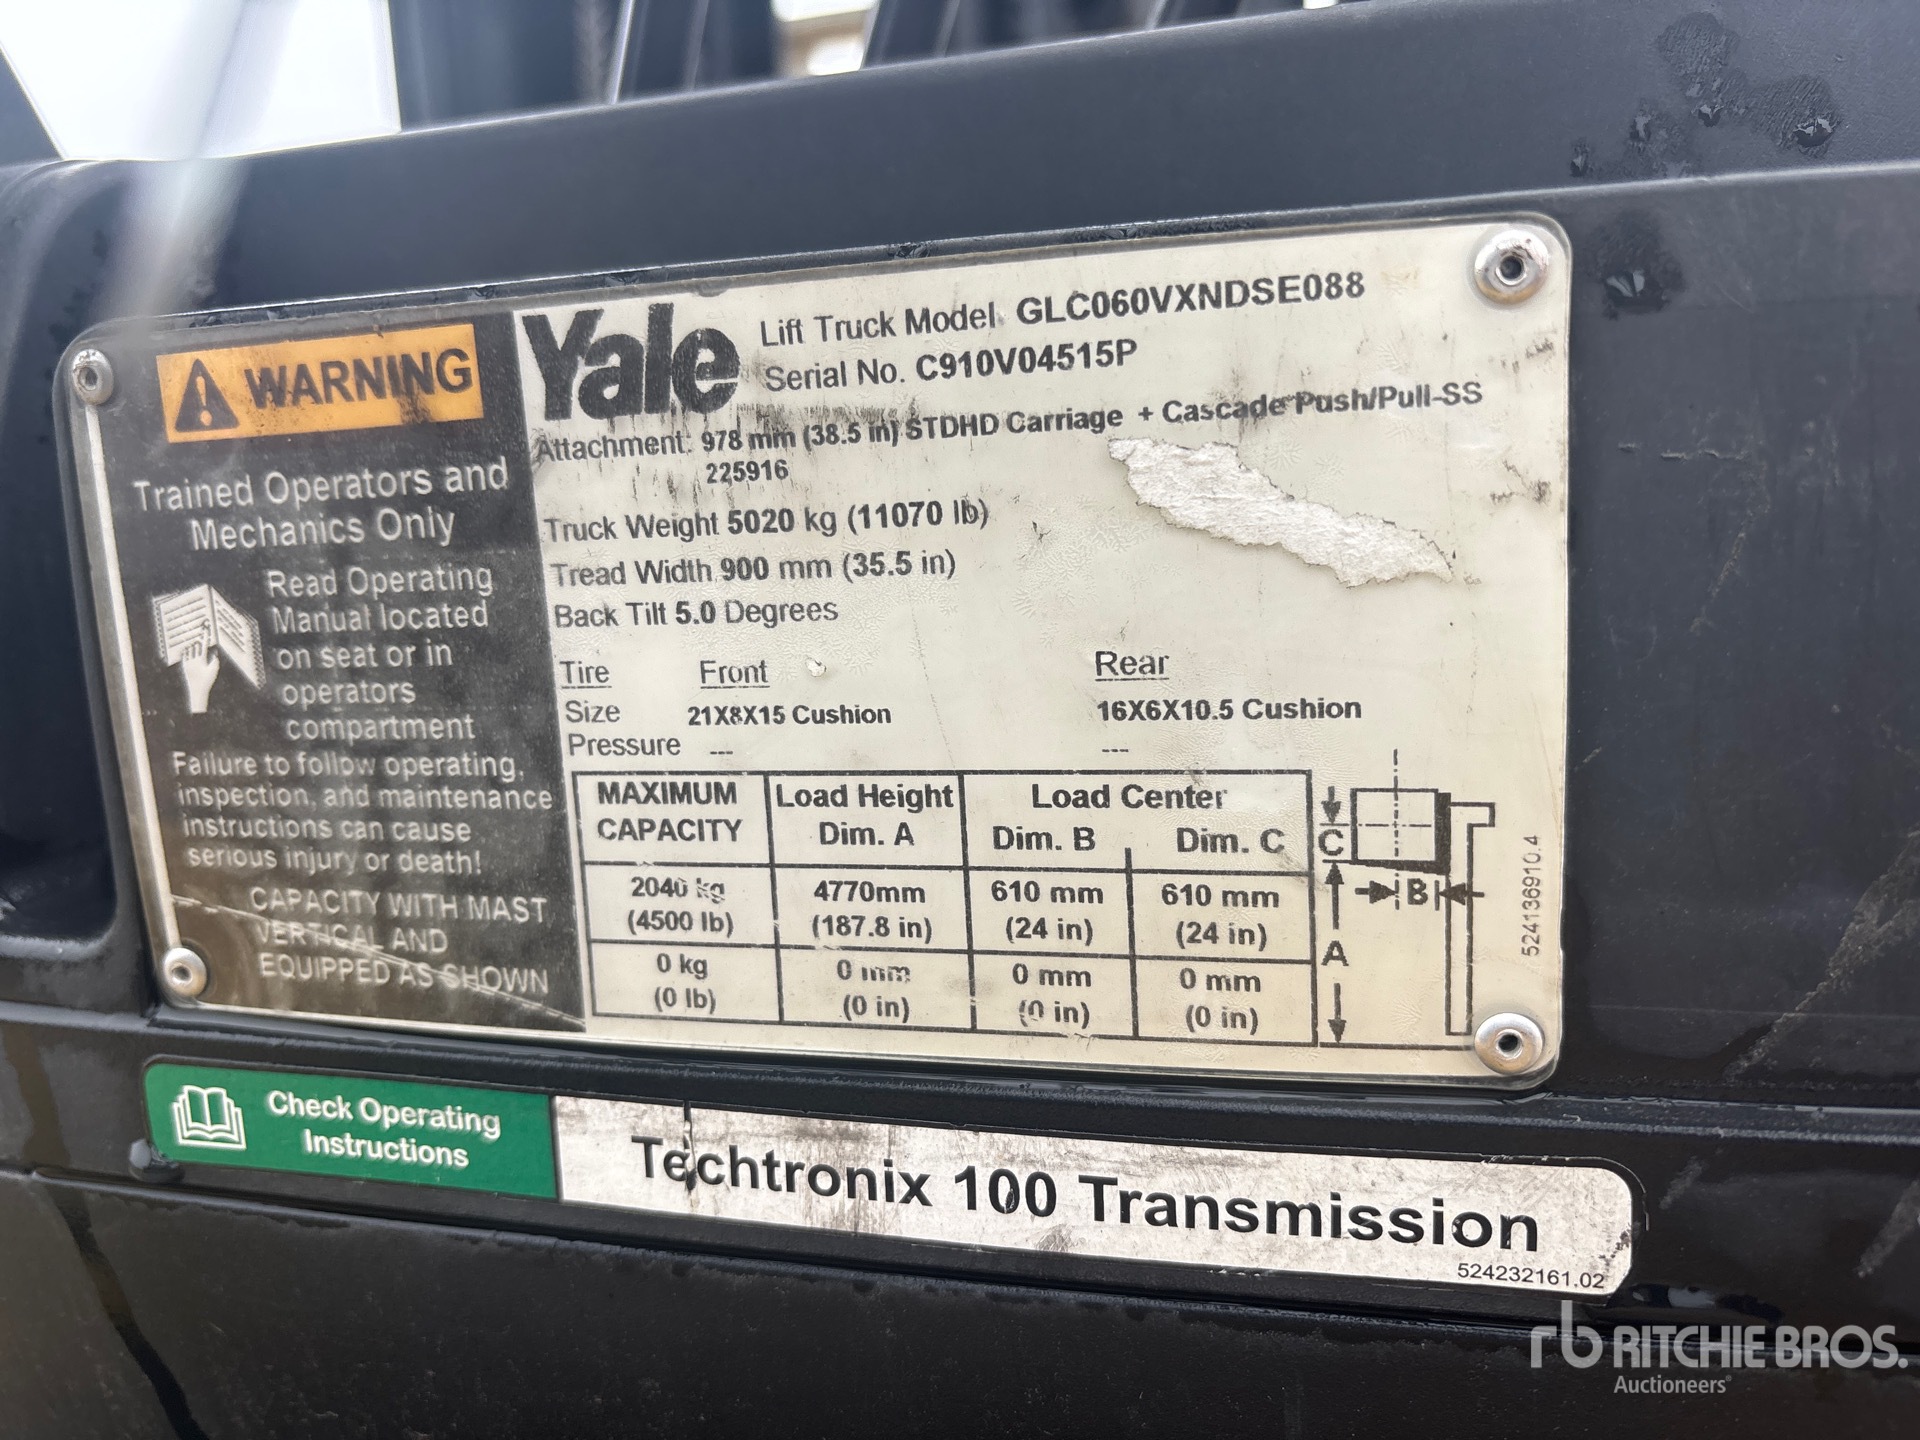 WARNING
Trained Operators and
Mechanics Only
Read Operating
Manual located
on seat or in
operators
compartment
Failure to follow operating,
inspection, and maintenance
instructions can cause
serious injury or death!
CAPACITY WITH MAST
VERTICAL AND
EQUIPPED AS SHOWN
Yale
Lift Truck Model GLC060VXNDSE088
Serial No. C910V04515P
Attachment: 978 mm (38.5 in) STDHD Carriage + Cascade Push/Pull-SS
225916
Truck Weight 5020 kg (11070 lb)
Tread Width 900 mm (35.5 in)
Back Tilt 5.0 Degrees
Tire Front Rear
Size 21X8X15 Cushion 16X6X10.5 Cushion
Pressure --- ---
MAXIMUM Load Height Load Center
CAPACITY Dim. A Dim. B Dim. C
2040 kg 4770mm 610 mm 610 mm
(4500 lb) (187.8 in) (24 in) (24 in)
0 kg 0 mm 0 mm 0 mm
(0 lb) (0 in) (0 in) (0 in)
C
B
A
524136910.4
Check Operating
Instructions
Techtronix 100 Transmission
524232161.02
rb RITCHIE BROS.
Auctioneers®